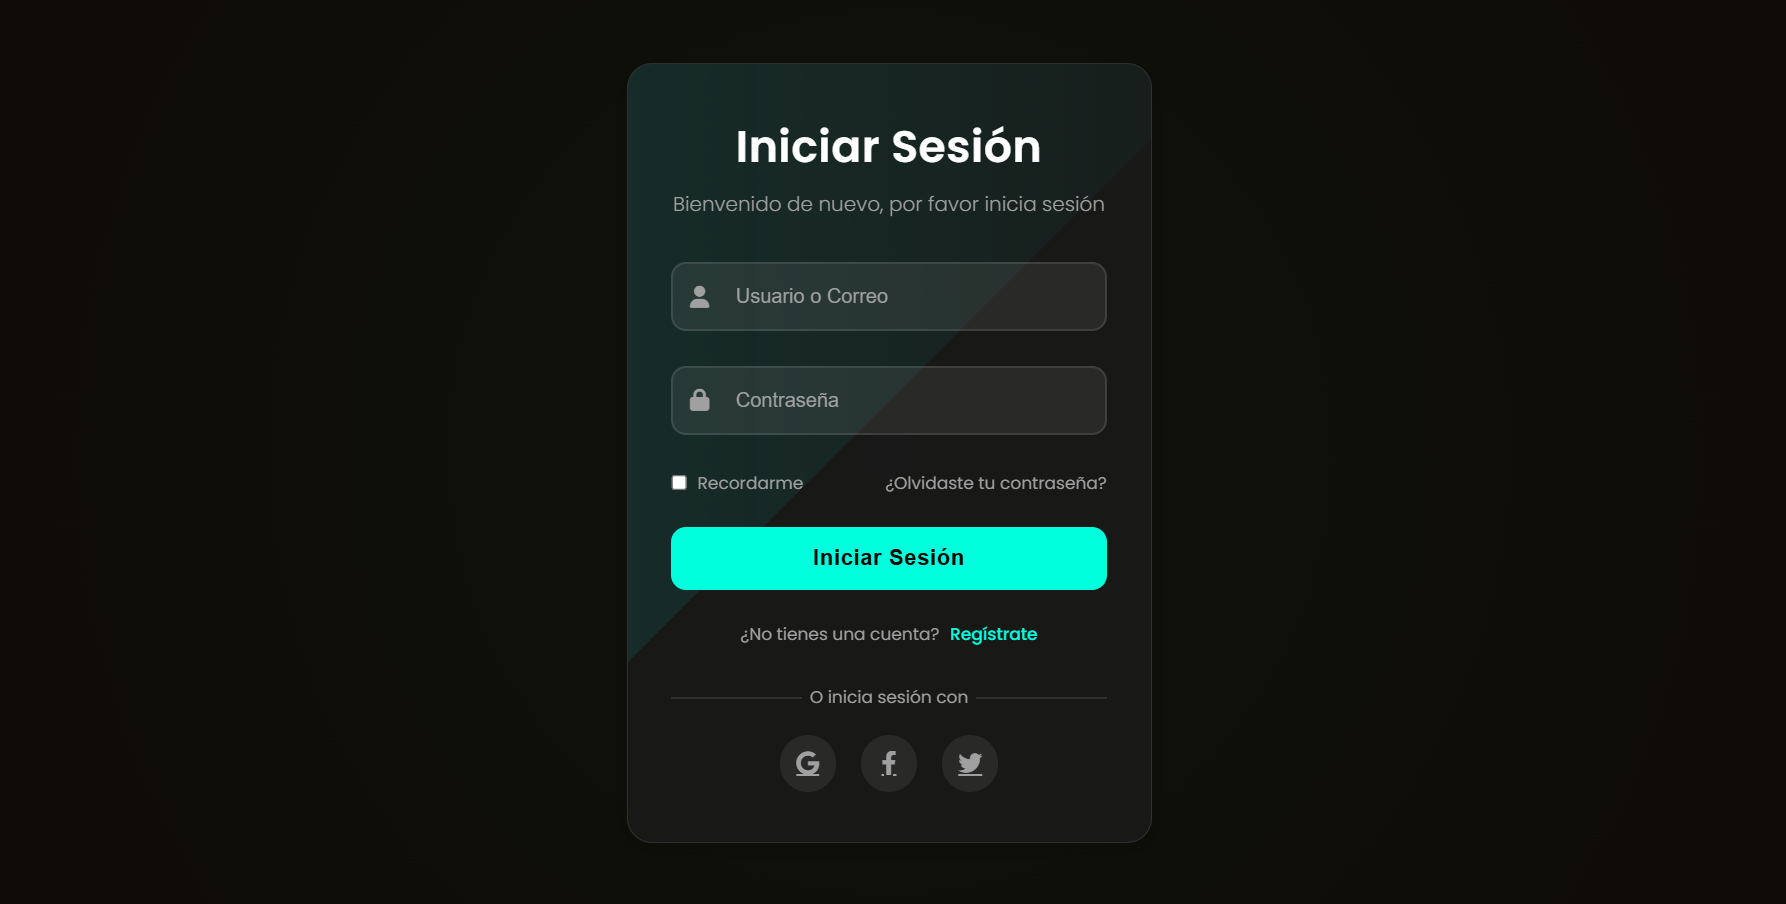 Iniciar Sesión
Bienvenido de nuevo, por favor inicia sesión
Usuario o Correo
Contraseña
Recordarme ¿Olvidaste tu contraseña?
Iniciar Sesión
¿No tienes una cuenta? Regístrate
O inicia sesión con